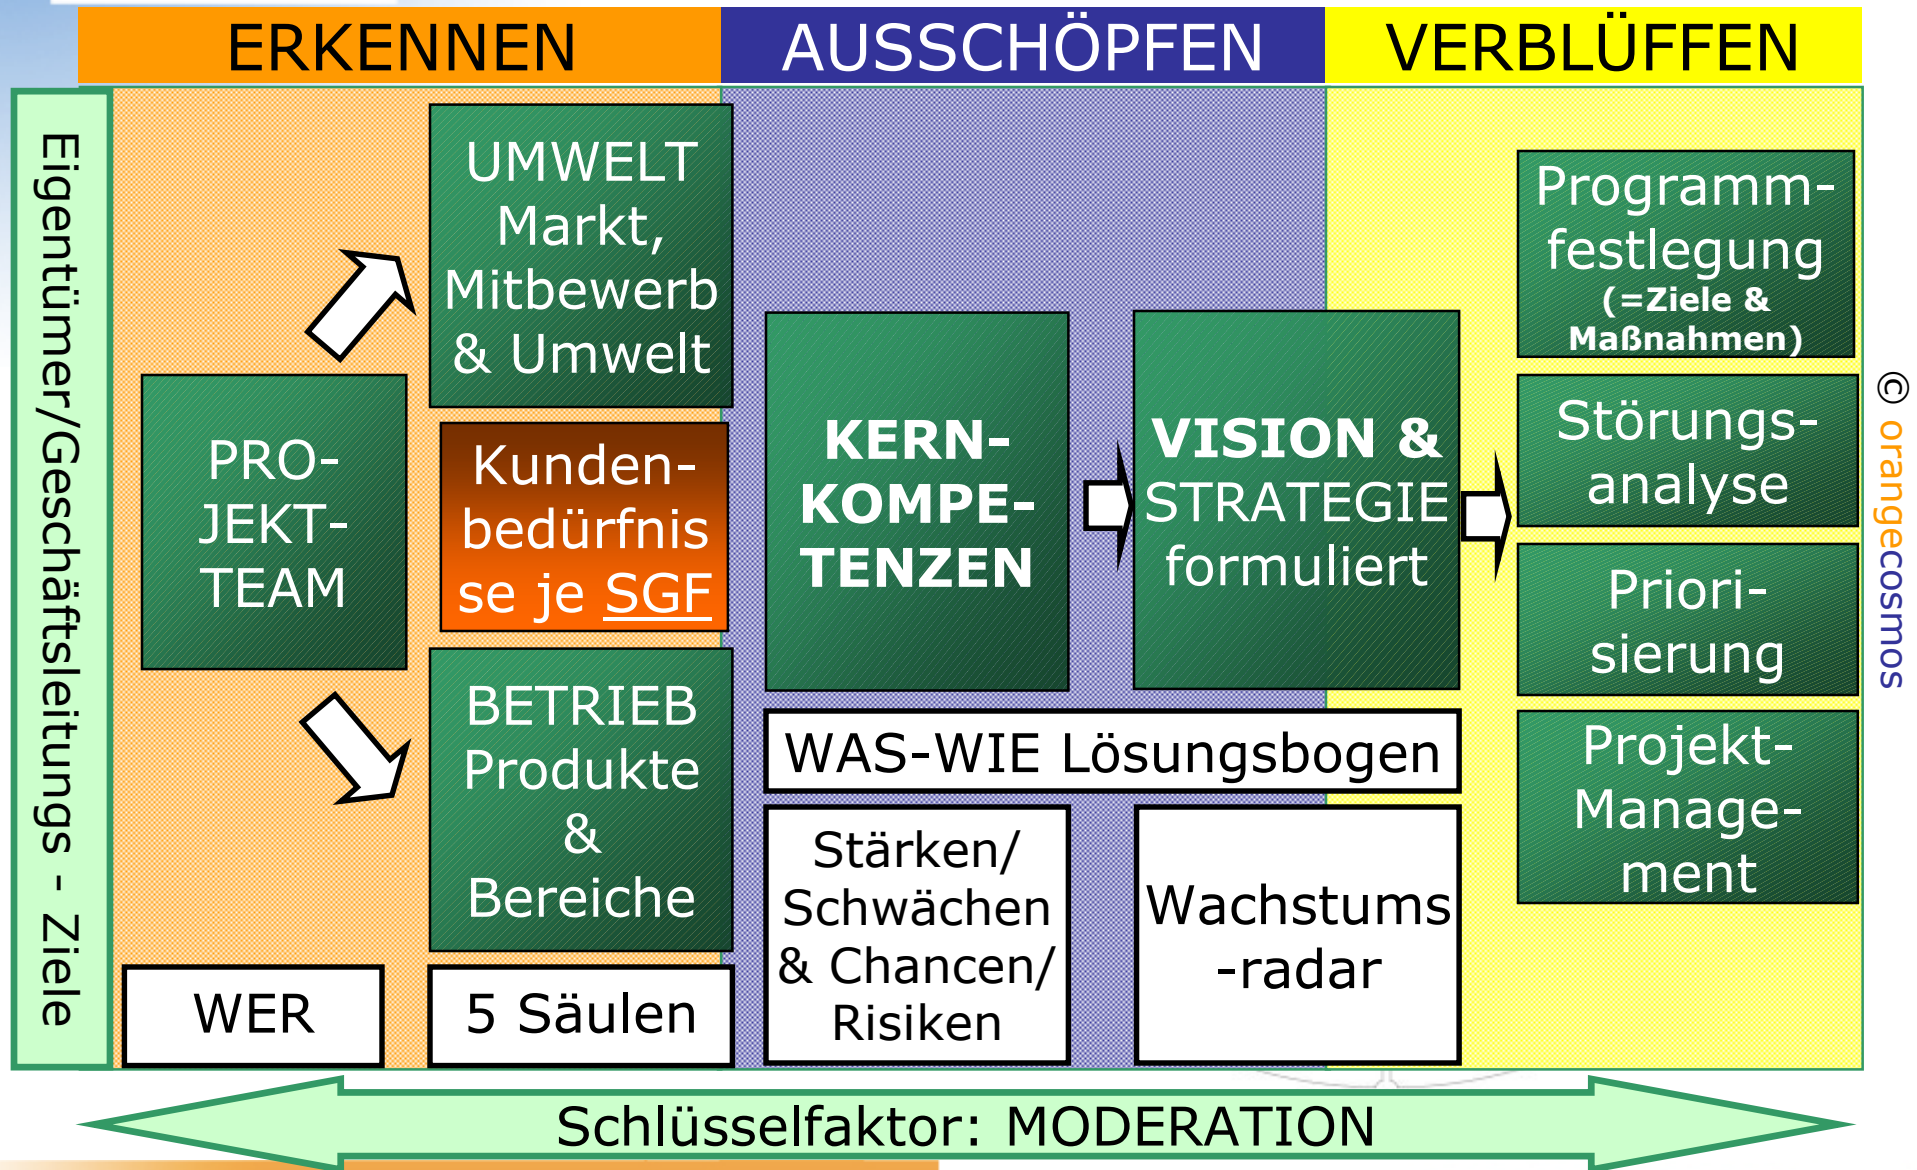 ERKENNEN
AUSSCHÖPFEN
VERBLÜFFEN
Eigentümer/Geschäftsleitungs - Ziele
PRO-
JEKT-
TEAM
WER
UMWELT
Markt,
Mitbewerb
& Umwelt
Kunden-
bedürfnis
se je SGF
BETRIEB
Produkte
&
Bereiche
5 Säulen
KERN-
KOMPE-
TENZEN
VISION &
STRATEGIE
formuliert
WAS-WIE Lösungsbogen
Stärken/
Schwächen
& Chancen/
Risiken
Wachstums
-radar
Programm-
festlegung
(=Ziele &
Maßnahmen)
Störungs-
analyse
Priori-
sierung
Projekt-
Manage-
ment
© orangecosmos
Schlüsselfaktor: MODERATION